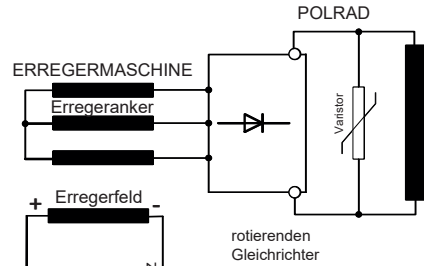 POLRAD
ERREGERMASCHINE
Erregeranker
Varistor
+ Erregerfeld -
rotierenden
Gleichrichter